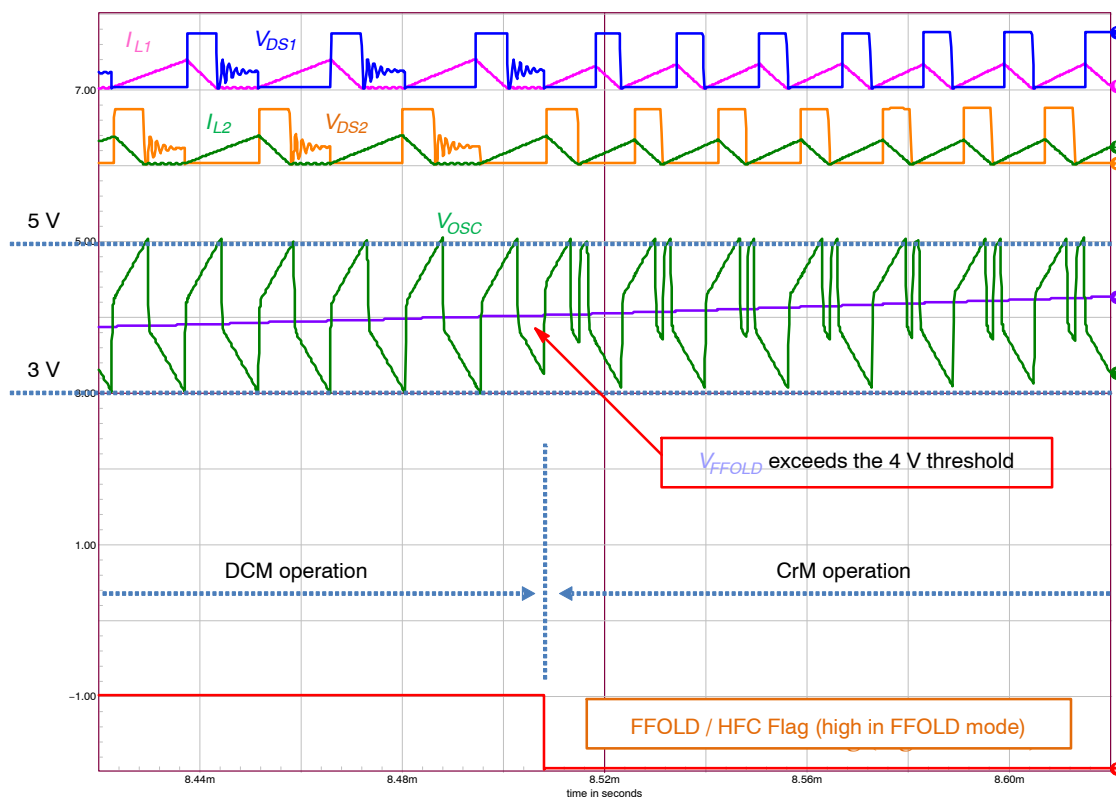 I_L1
V_DS1
7.00
I_L2
V_DS2
5 V
5.00
V_OSC
3 V
3.00
V_FFOLD exceeds the 4 V threshold
1.00
DCM operation
CrM operation
−1.00
FFOLD / HFC Flag (high in FFOLD mode)
8.44m
8.48m
8.52m
8.56m
8.60m
time in seconds